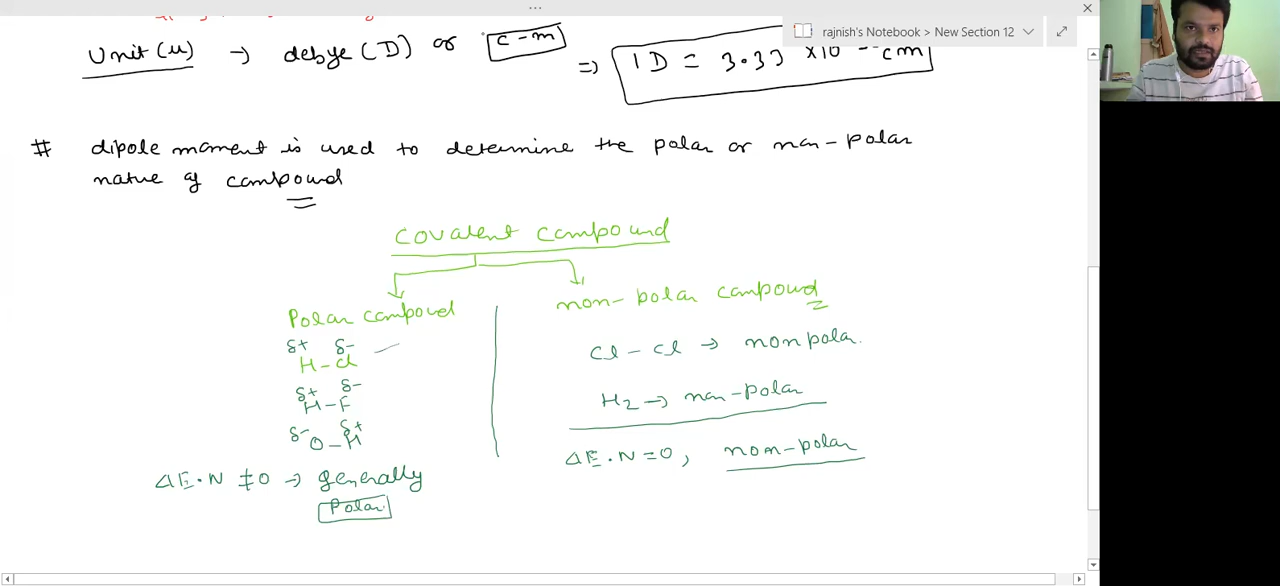 ...
rajnish's Notebook > New Section 12
Unit (μ) → debye (D) or c-m
⇒ 1 D = 3.33 ×10 cm
# dipole moment is used to determine the polar or non-polar
nature of compound
covalent compound
Polar compound
δ+ δ-
H-Cl
δ+ δ-
H-F
δ- δ+
O-H
ΔE.N ≠0 → generally
Polar
non-polar compound
Cl-Cl → nonpolar.
H2 → non-polar
ΔE.N=0, non-polar